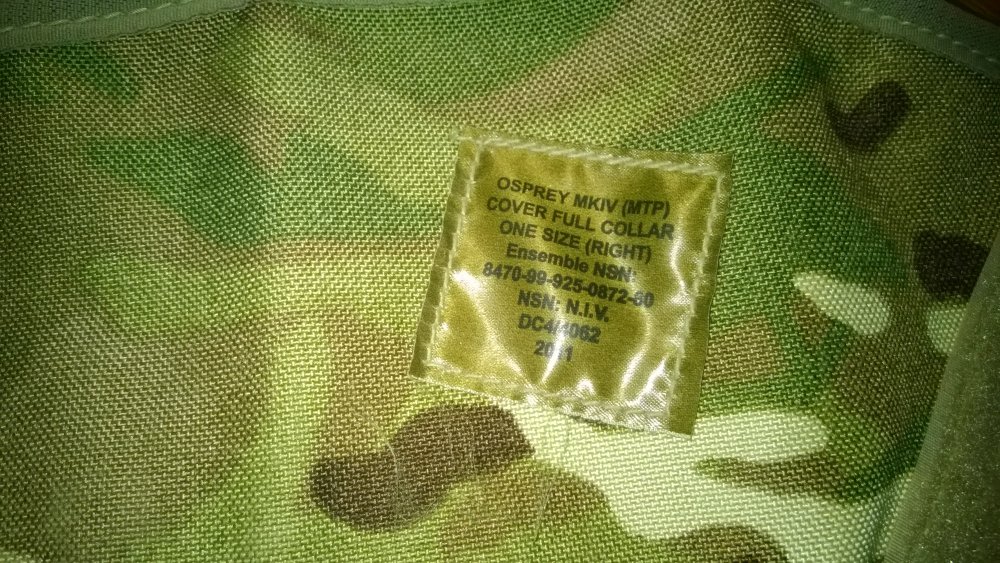 OSPREY MKIV (MTP)
COVER FULL COLLAR
ONE SIZE (RIGHT)
Ensemble NSN:
8470-99-925-0872-60
NSN: N.I.V.
DC4/4062
2011